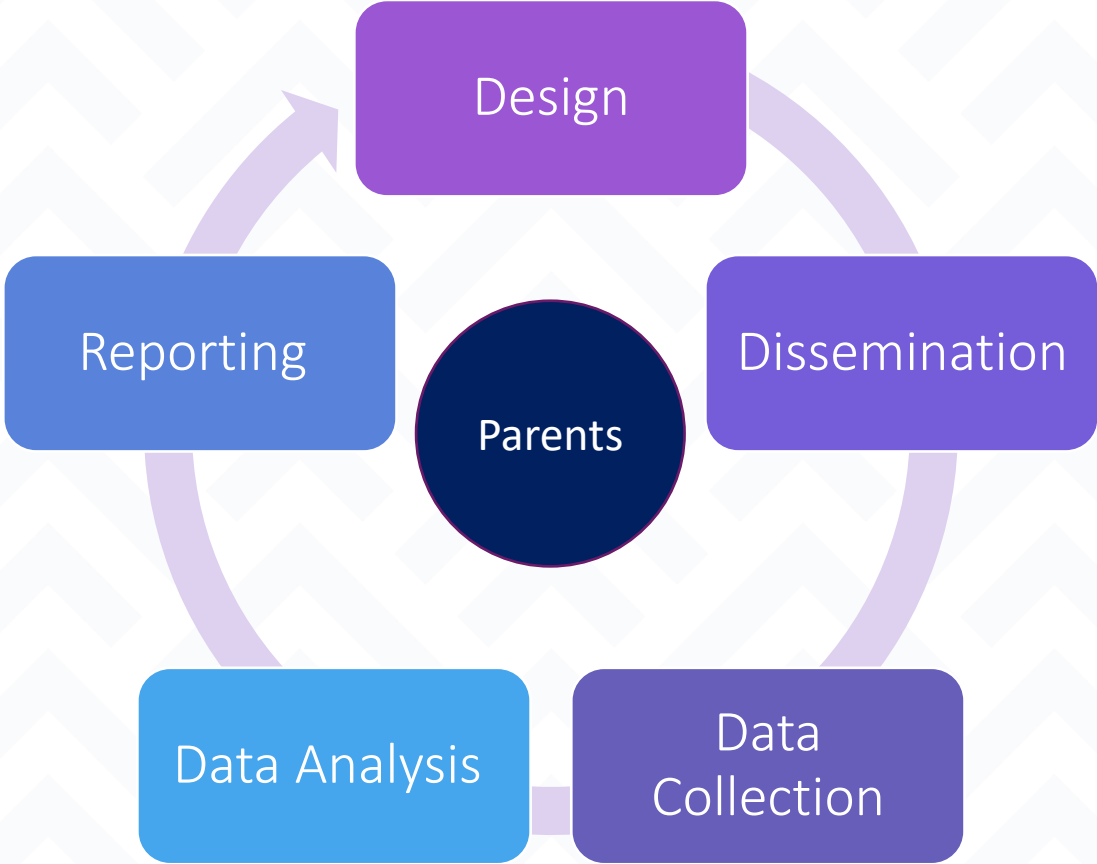 Design
Dissemination
Data
Collection
Data Analysis
Reporting
Parents